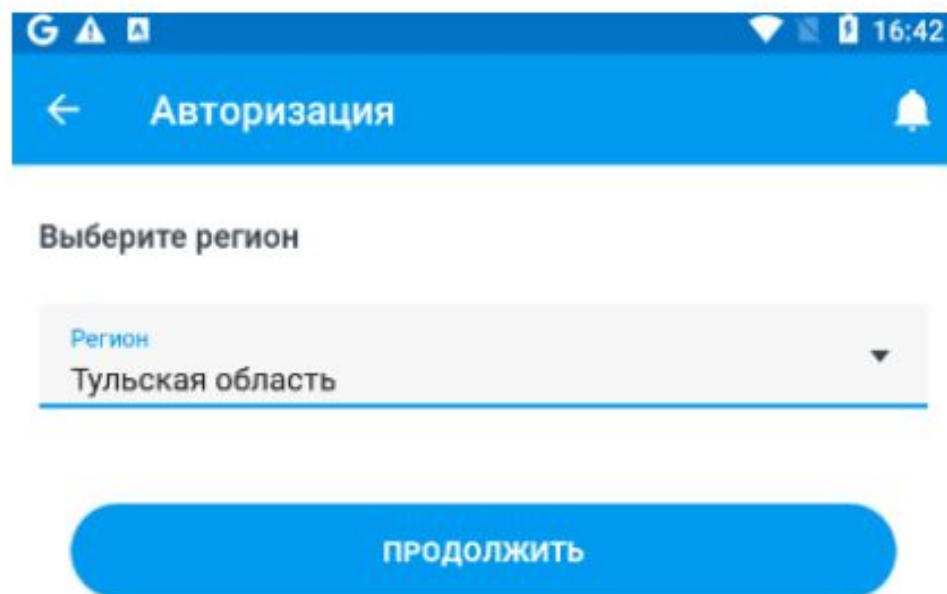 16:42
Авторизация
Выберите регион
Регион
Тульская область
ПРОДОЛЖИТЬ